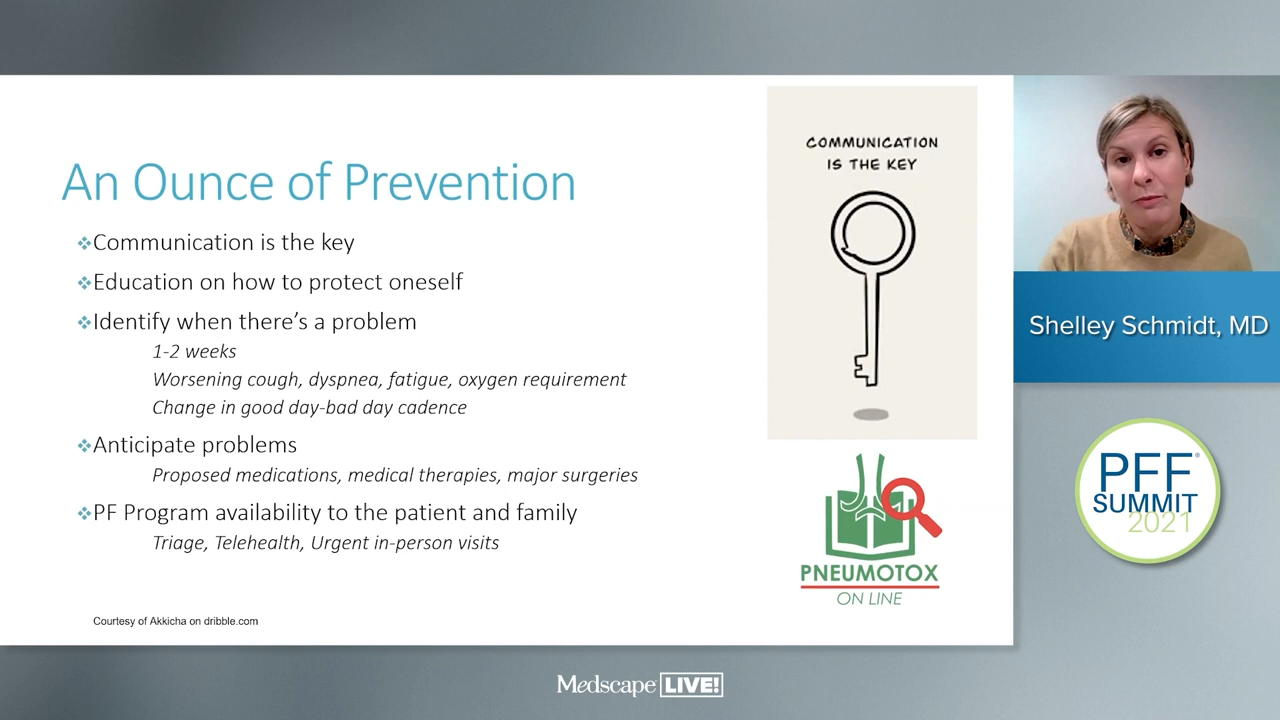 An Ounce of Prevention
❖Communication is the key
❖Education on how to protect oneself
❖Identify when there’s a problem
1-2 weeks
Worsening cough, dyspnea, fatigue, oxygen requirement
Change in good day-bad day cadence
❖Anticipate problems
Proposed medications, medical therapies, major surgeries
❖PF Program availability to the patient and family
Triage, Telehealth, Urgent in-person visits
Courtesy of Akkicha on dribble.com
COMMUNICATION
IS THE KEY
PNEUMOTOX
ON LINE
Shelley Schmidt, MD
PFF®
SUMMIT
2021
Medscape LIVE!